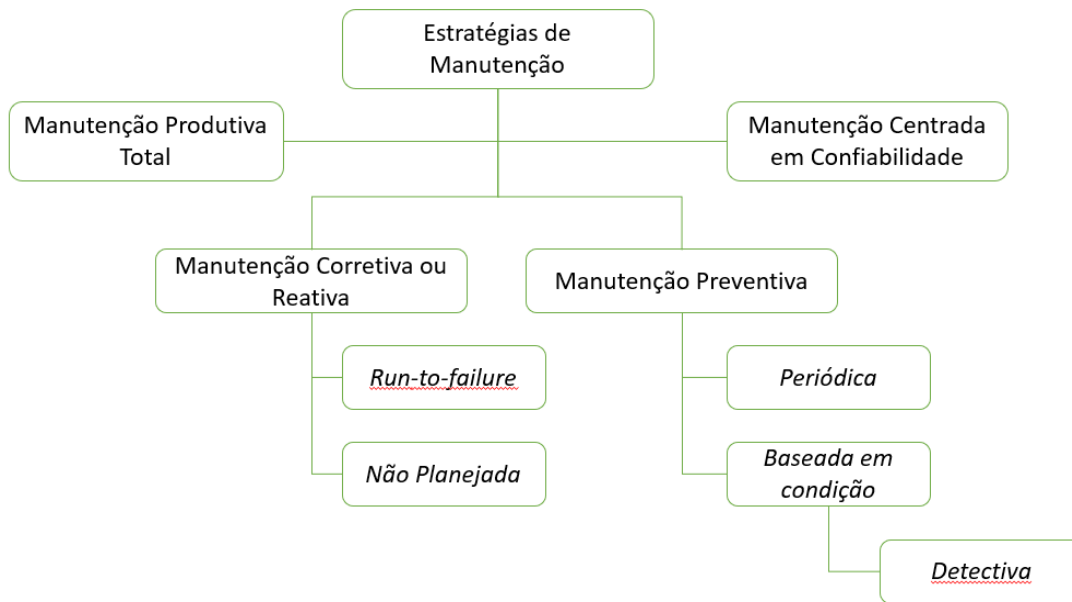 Estratégias de
Manutenção
Manutenção Produtiva
Total
Manutenção Centrada
em Confiabilidade
Manutenção Corretiva ou
Reativa
Manutenção Preventiva
Run-to-failure
Periódica
Não Planejada
Baseada em
condição
Detectiva